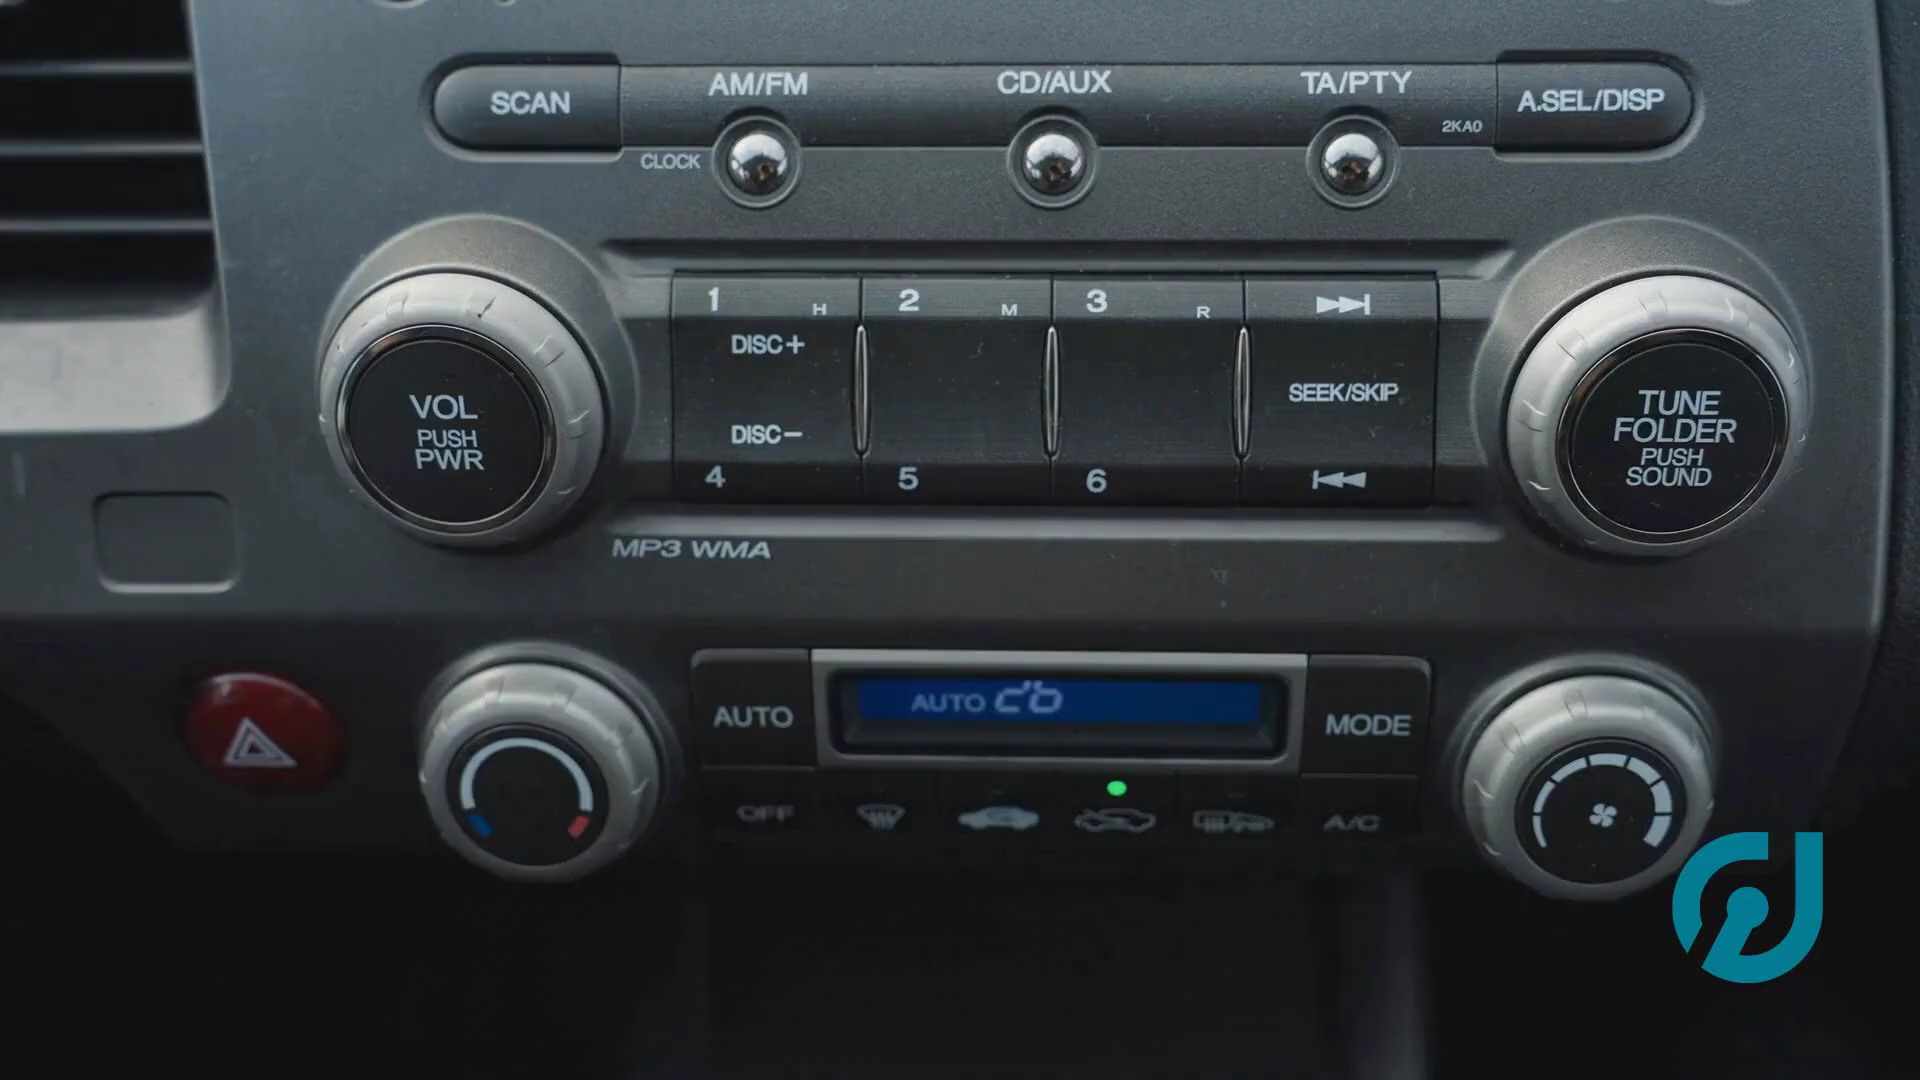 SCAN
AM/FM
CD/AUX
TA/PTY
A.SEL/DISP
CLOCK
2KA0
1 H
2 M
3 R
DISC+
SEEK/SKIP
DISC-
4
5
6
VOL
PUSH
PWR
TUNE
FOLDER
PUSH
SOUND
MP3 WMA
AUTO
AUTO
MODE
OFF
A/C